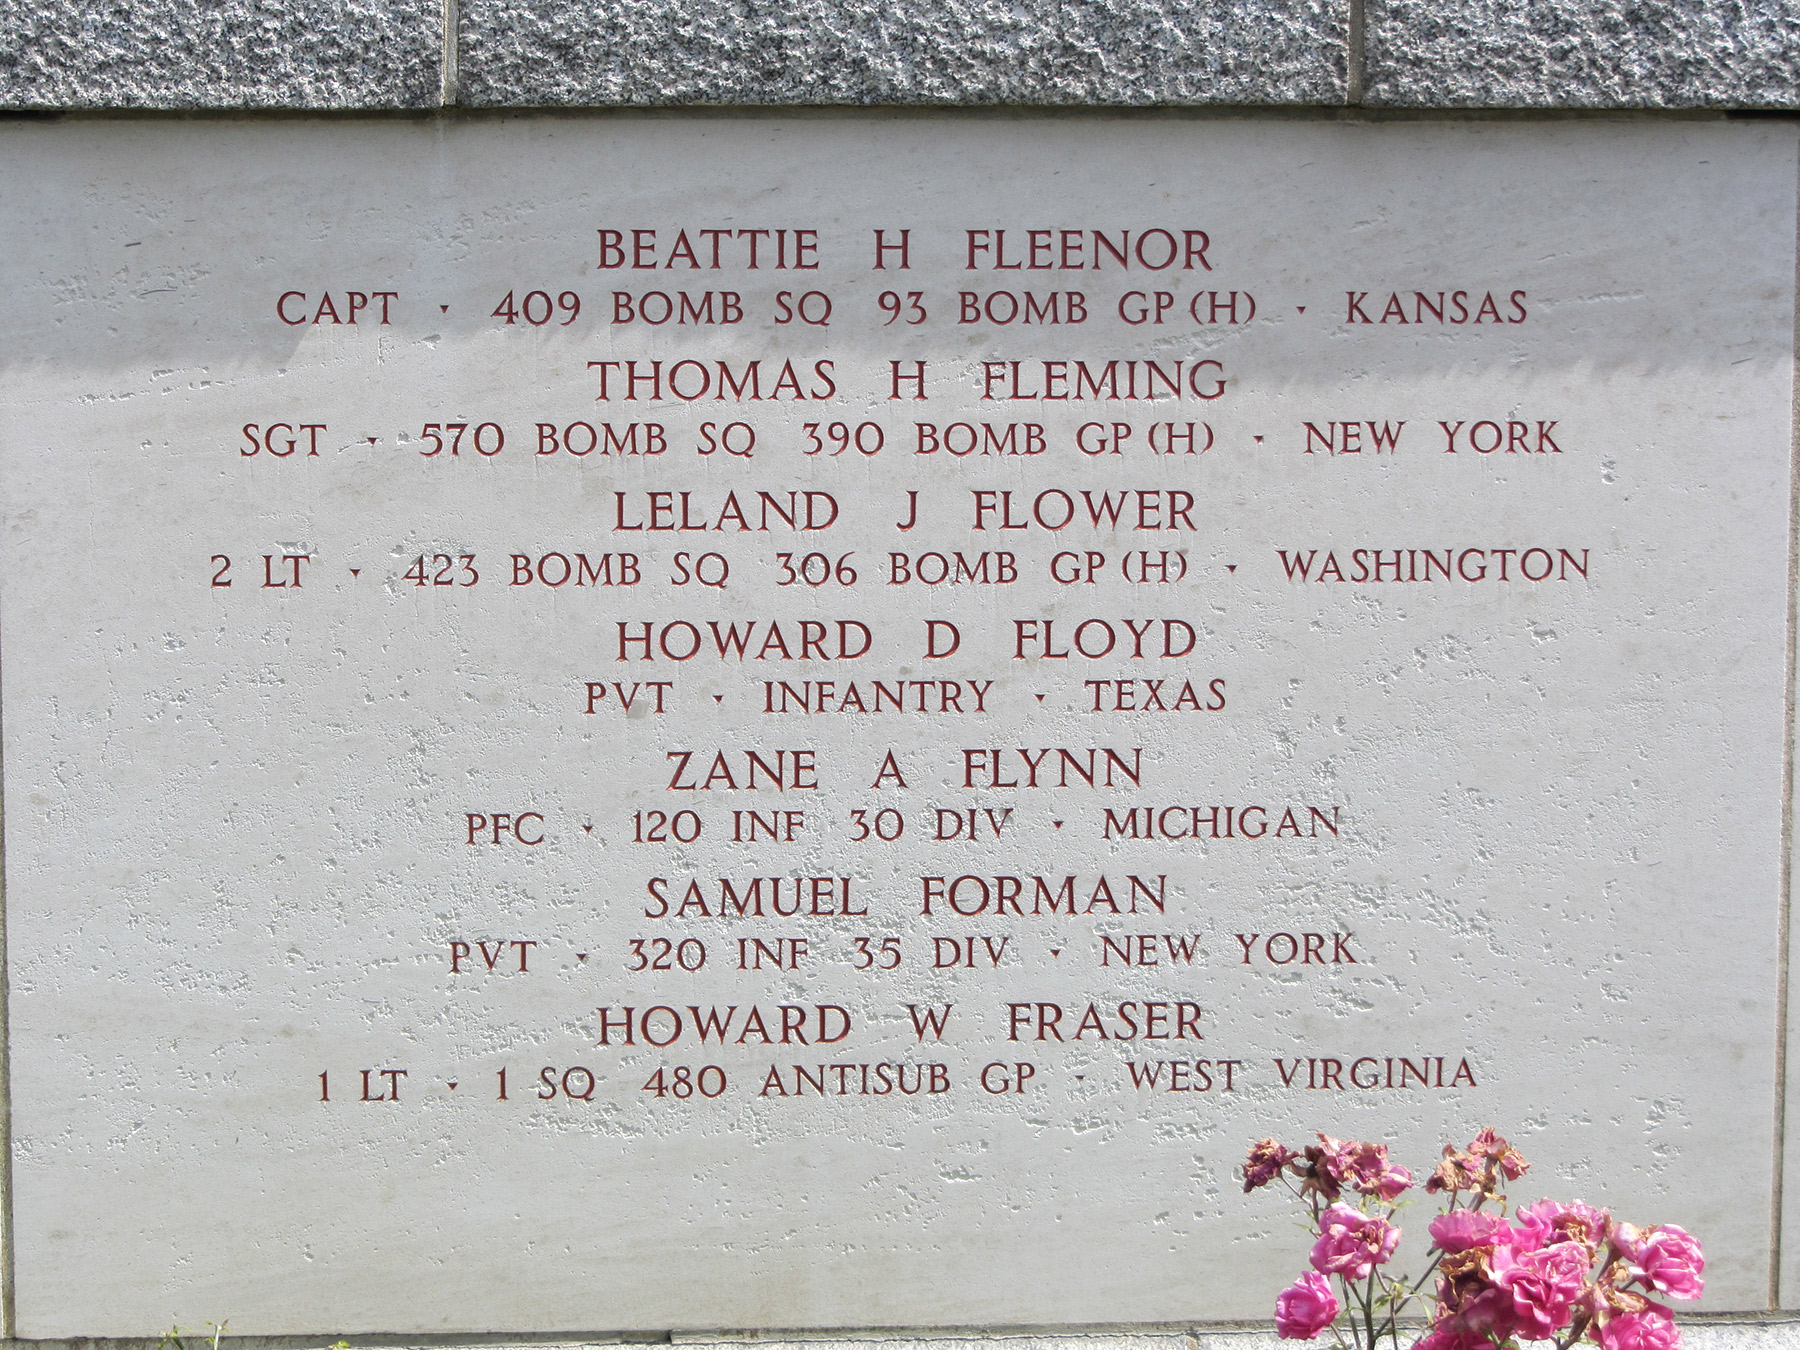 BEATTIE H FLEENOR
CAPT · 409 BOMB SQ 93 BOMB GP (H) · KANSAS
THOMAS H FLEMING
SGT · 570 BOMB SQ 390 BOMB GP (H) · NEW YORK
LELAND J FLOWER
2 LT · 423 BOMB SQ 306 BOMB GP (H) · WASHINGTON
HOWARD D FLOYD
PVT · INFANTRY · TEXAS
ZANE A FLYNN
PFC · 120 INF 30 DIV · MICHIGAN
SAMUEL FORMAN
PVT · 320 INF 35 DIV · NEW YORK
HOWARD W FRASER
1 LT · 1 SQ 480 ANTISUB GP · WEST VIRGINIA